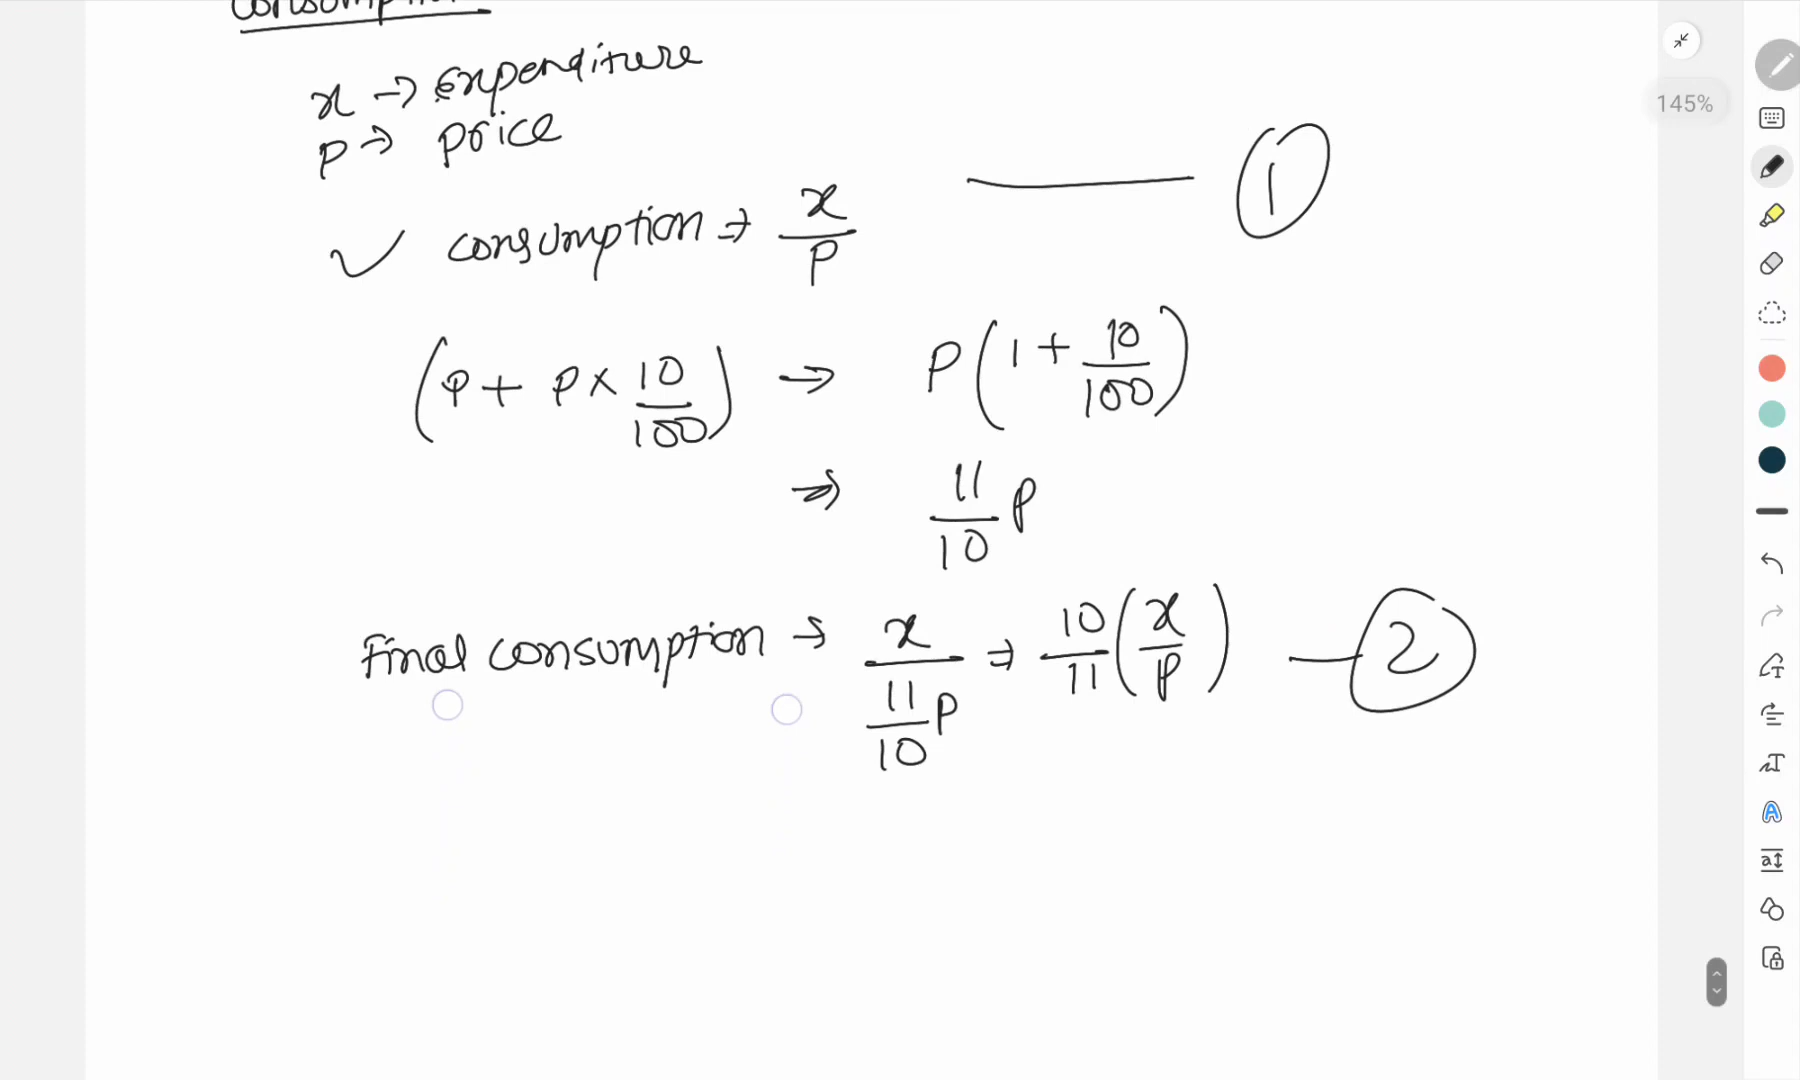 consumption
x → expenditure
p → price
145%
✓ consumption ⇒ x/p ——— ①
(P + P × 10/100) → P(1 + 10/100)
⇒ 11/10 p
Final consumption → x/(11/10 p) ⇒ 10/11 (x/p) — ②